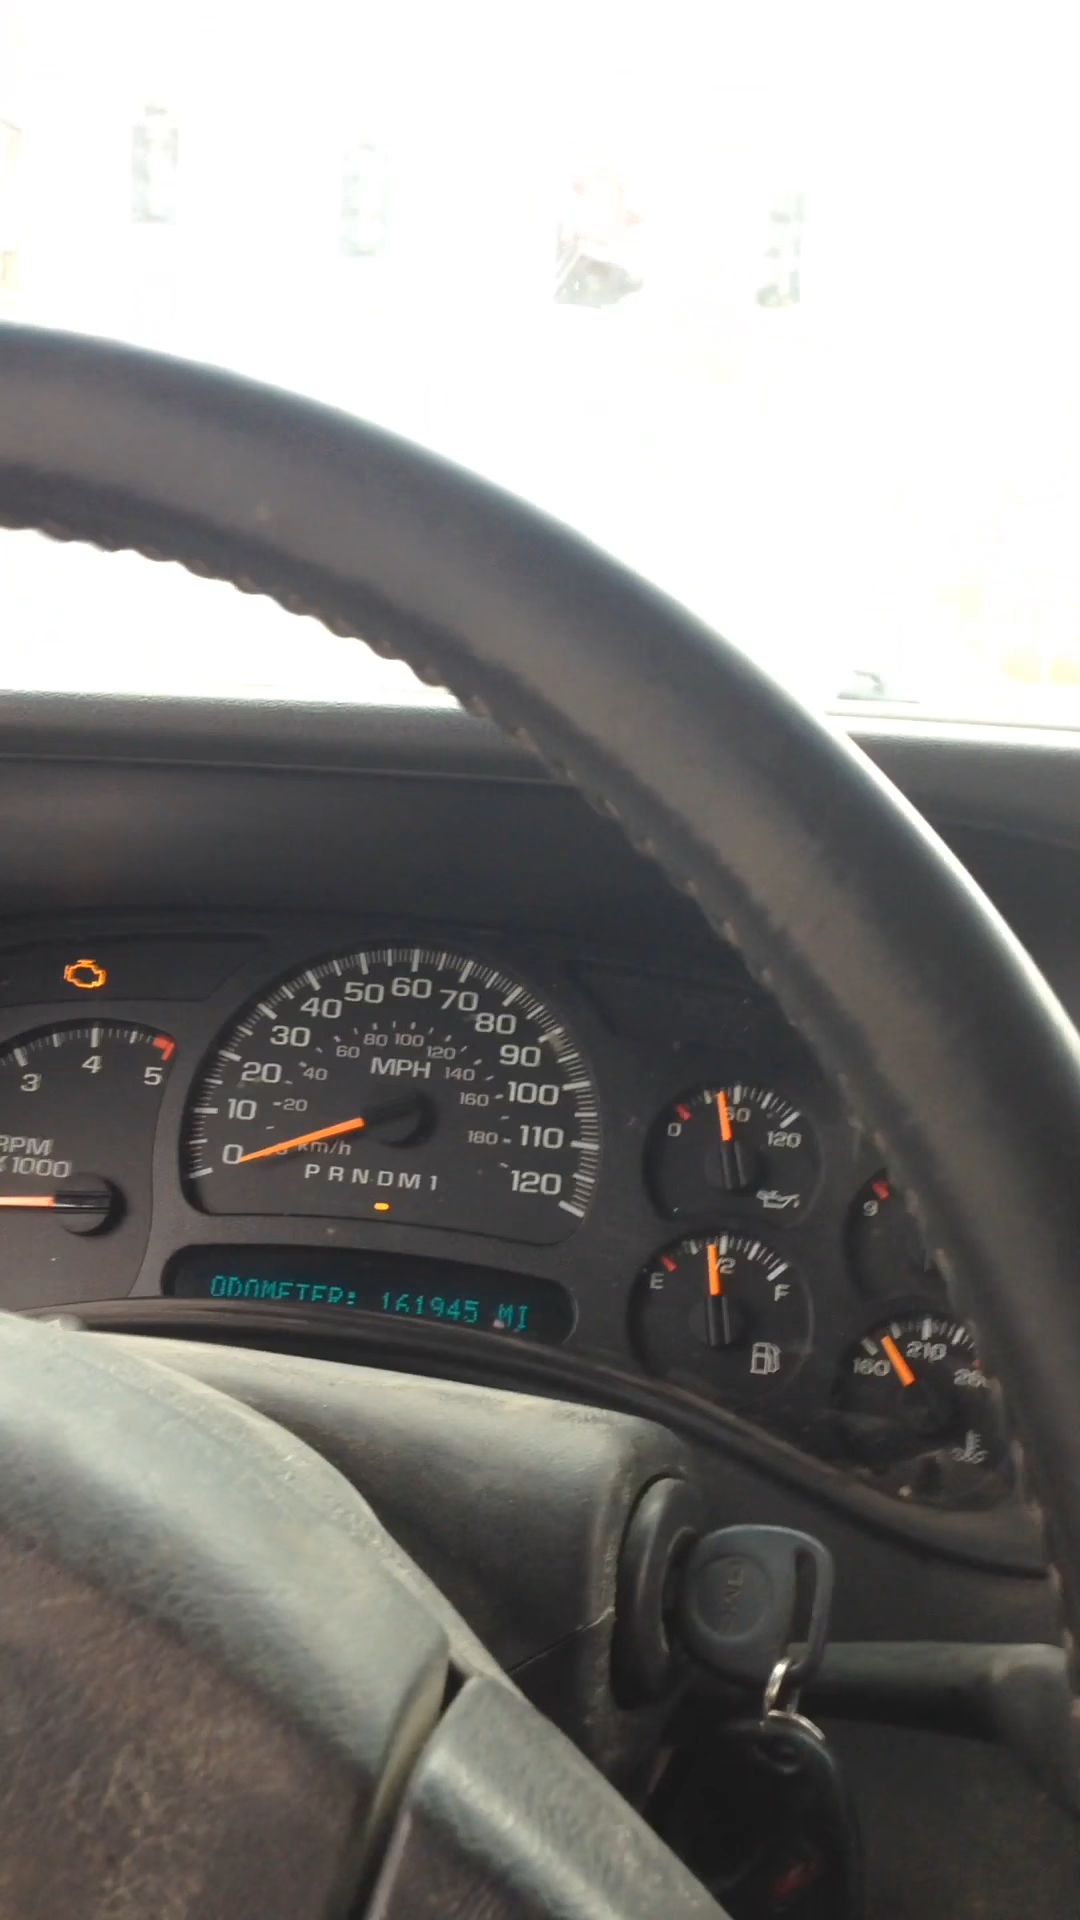 3 4 5
RPM
X1000
0 10 20 30 40 50 60 70 80 90 100 110 120
20 40 60 80 100 120 140 160 180
MPH
km/h
PRNDM1
ODOMETER: 161945 MI
0 60 120
E 1/2 F
9
160 210